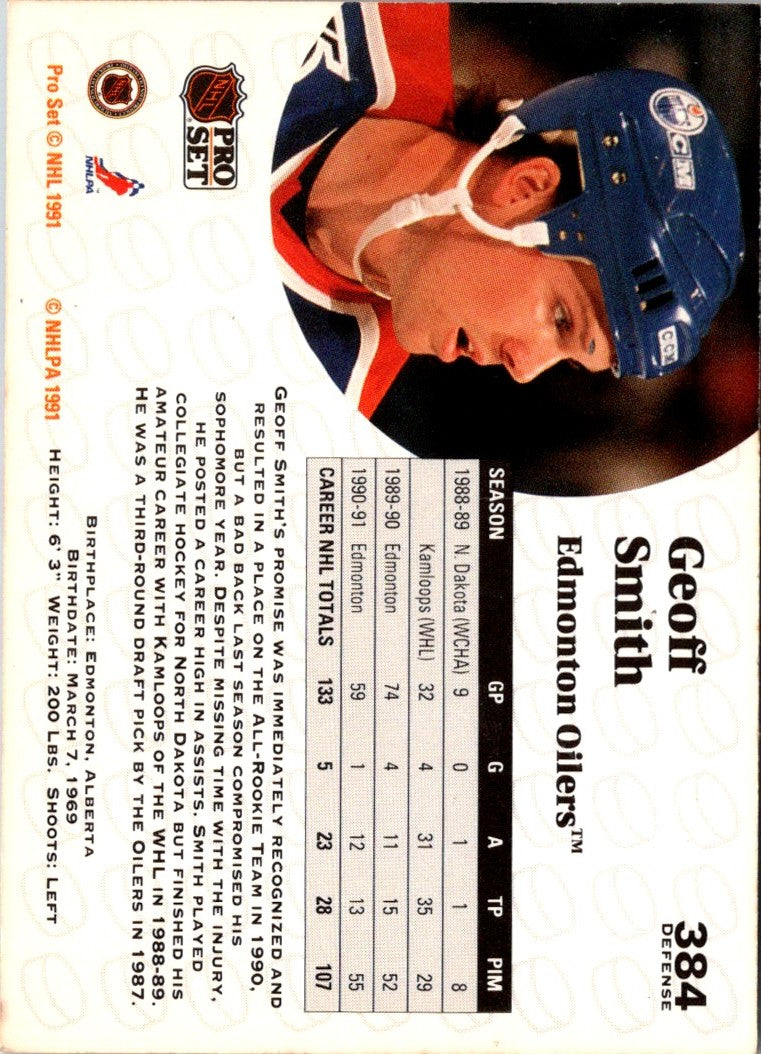 384
DEFENSE
Geoff
Smith
Edmonton Oilers™
CCM
CCM
SEASON GP G A TP PIM
1988-89 N. Dakota (WCHA) 9 0 1 1 8
Kamloops (WHL) 32 4 31 35 29
1989-90 Edmonton 74 4 11 15 52
1990-91 Edmonton 59 1 12 13 55
CAREER NHL TOTALS 133 5 23 28 107
GEOFF SMITH'S PROMISE WAS IMMEDIATELY RECOGNIZED AND
RESULTED IN A PLACE ON THE ALL-ROOKIE TEAM IN 1990,
BUT A BAD BACK LAST SEASON COMPROMISED HIS
SOPHOMORE YEAR. DESPITE MISSING TIME WITH THE INJURY,
HE POSTED A CAREER HIGH IN ASSISTS. SMITH PLAYED
COLLEGIATE HOCKEY FOR NORTH DAKOTA BUT FINISHED HIS
AMATEUR CAREER WITH KAMLOOPS OF THE WHL IN 1988-89.
HE WAS A THIRD-ROUND DRAFT PICK BY THE OILERS IN 1987.
BIRTHPLACE: EDMONTON, ALBERTA
BIRTHDATE: MARCH 7, 1969
HEIGHT: 6' 3" WEIGHT: 200 LBS. SHOOTS: LEFT
NHL
PRO
SET
®
NHL
NHLPA™
Pro Set © NHL 1991 © NHLPA 1991